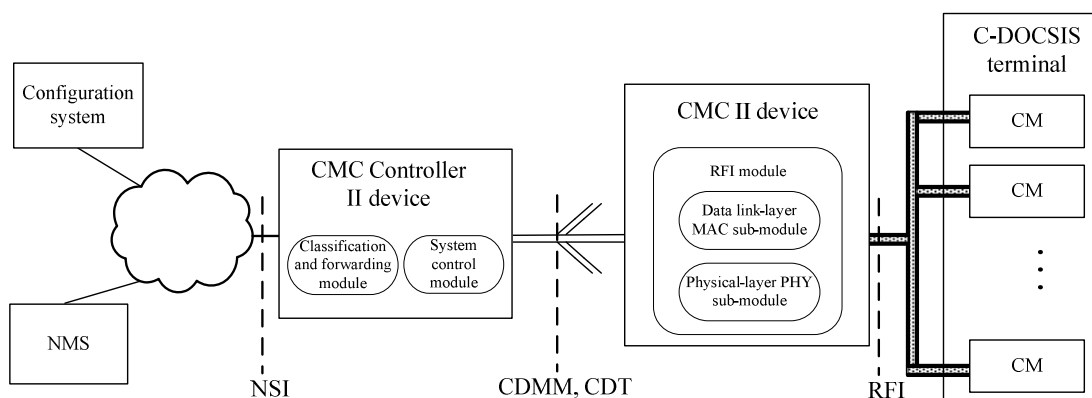 Configuration
system
NMS
NSI
CMC Controller
II device
Classification
and forwarding
module
System
control
module
CDMM, CDT
CMC II device
RFI module
Data link-layer
MAC sub-module
Physical-layer PHY
sub-module
RFI
C-DOCSIS
terminal
CM
CM
CM